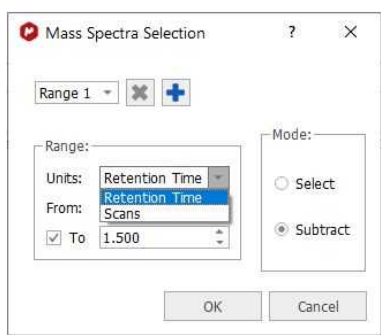 Mass Spectra Selection ? ×
Range 1
Range:
Units: Retention Time
Retention Time
Scans
From:
To 1.500
Mode:
Select
Subtract
OK Cancel